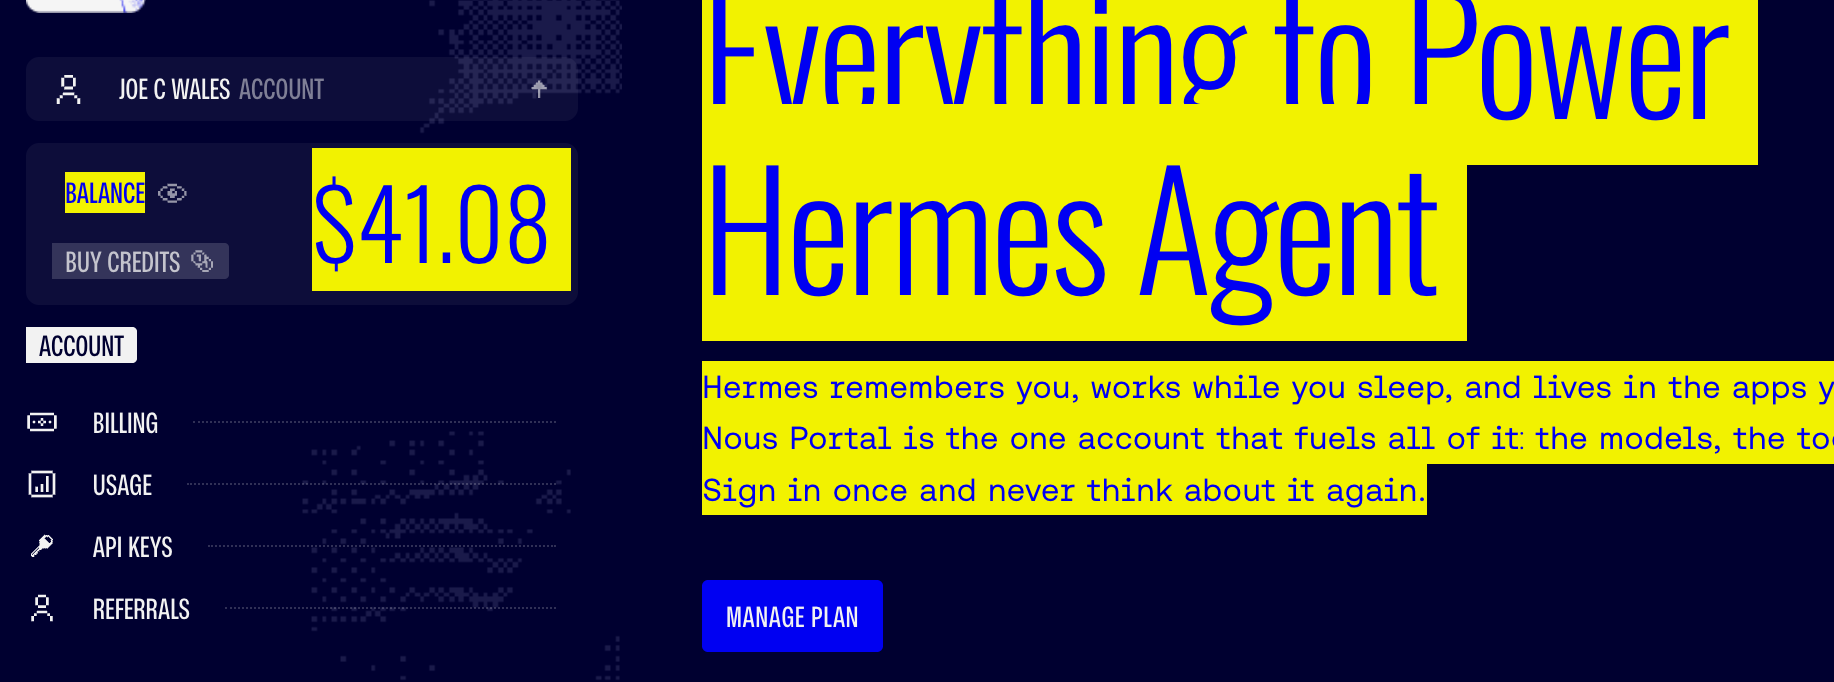 JOE C WALES ACCOUNT
BALANCE
$41.08
BUY CREDITS
ACCOUNT
BILLING
USAGE
API KEYS
REFERRALS
Everything to Power
Hermes Agent
Hermes remembers you, works while you sleep, and lives in the apps
Nous Portal is the one account that fuels all of it: the models, the
Sign in once and never think about it again.
MANAGE PLAN